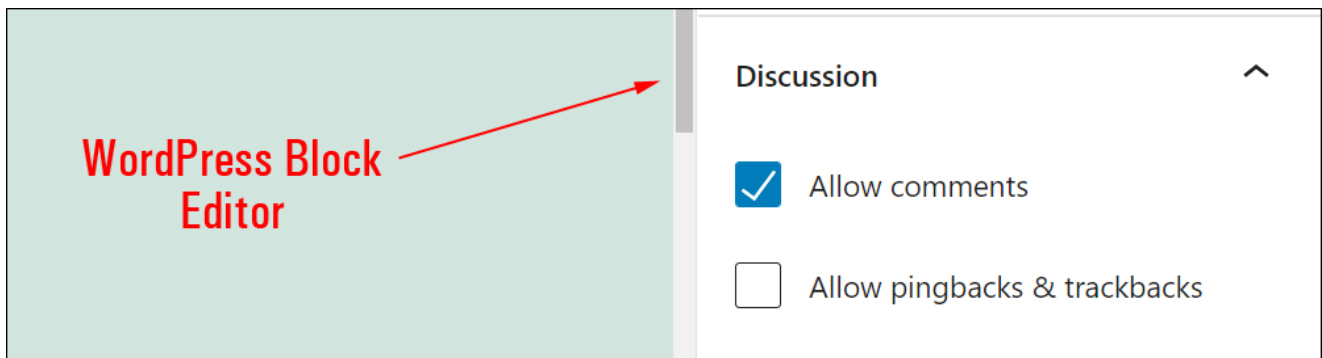 WordPress Block
Editor
Discussion
Allow comments
Allow pingbacks & trackbacks